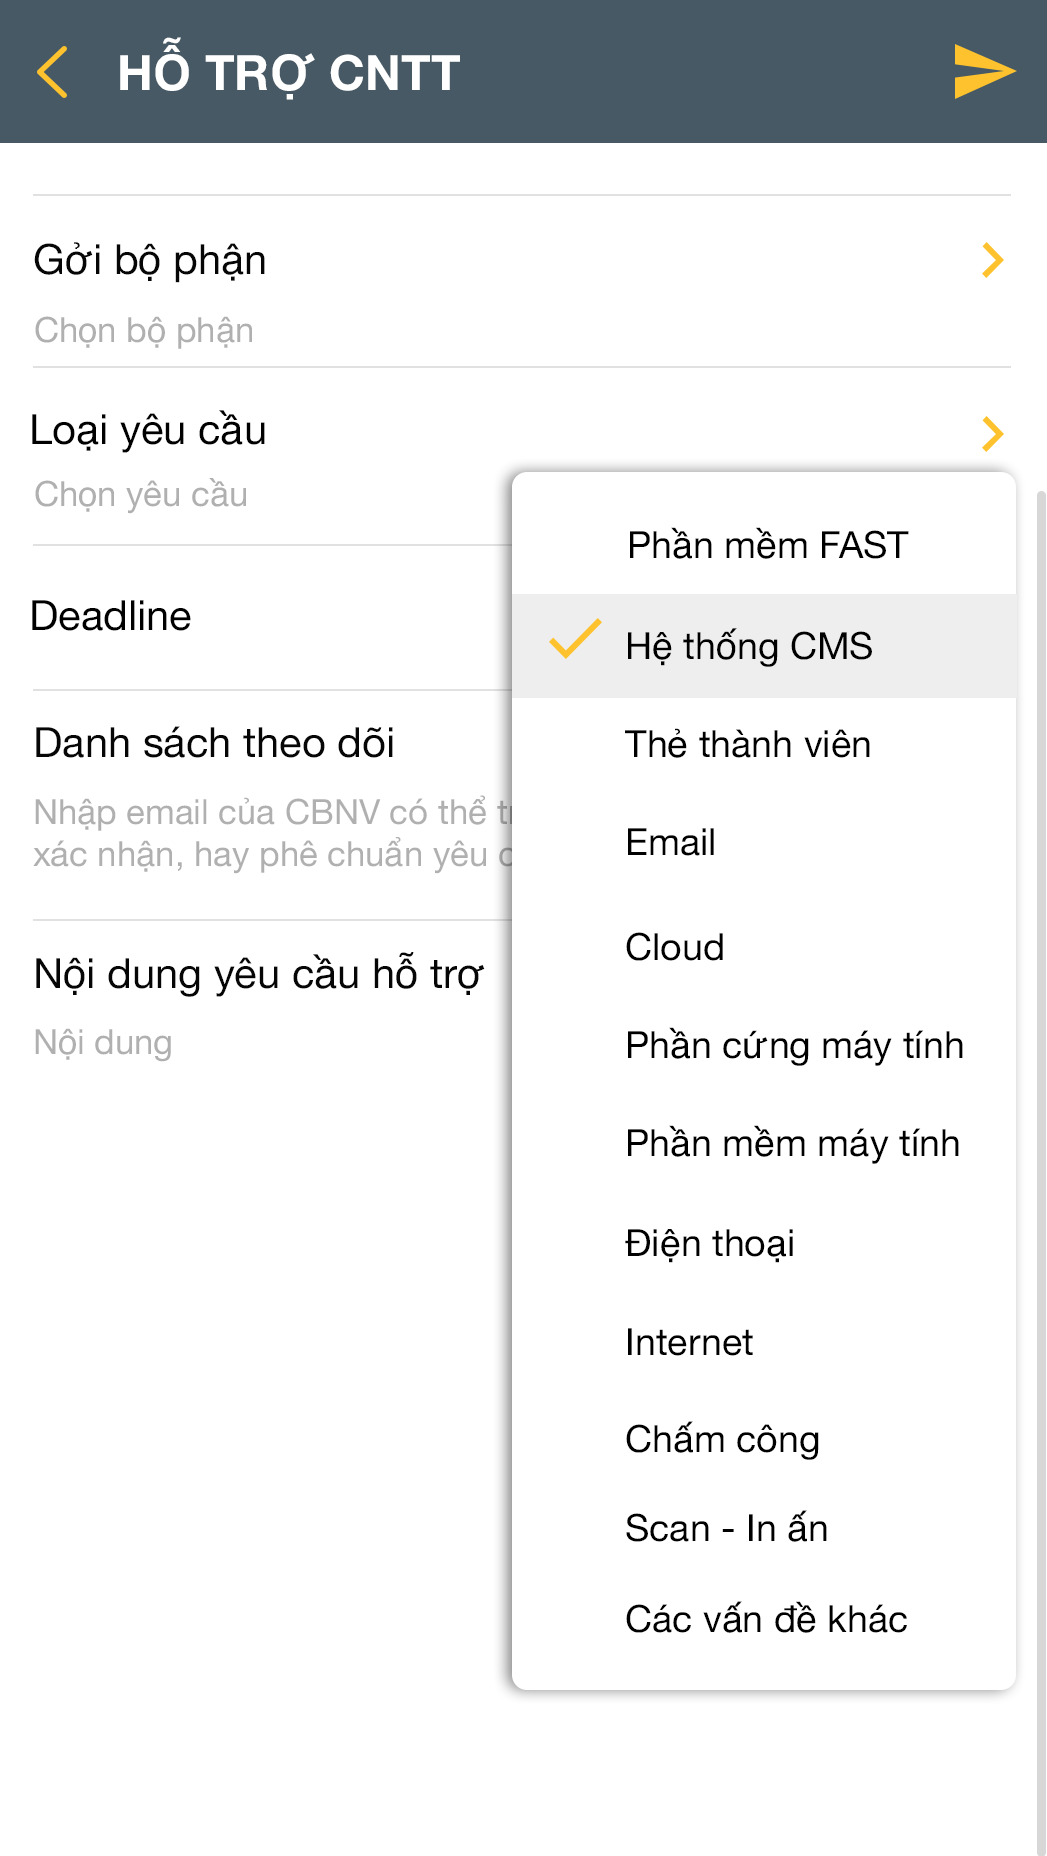 HỖ TRỢ CNTT
Gởi bộ phận
Chọn bộ phận
Loại yêu cầu
Chọn yêu cầu
Deadline
Danh sách theo dõi
Nhập email của CBNV có thể
xác nhận, hay phê chuẩn yêu
Nội dung yêu cầu hỗ trợ
Nội dung
Phần mềm FAST
Hệ thống CMS
Thẻ thành viên
Email
Cloud
Phần cứng máy tính
Phần mềm máy tính
Điện thoại
Internet
Chấm công
Scan - In ấn
Các vấn đề khác